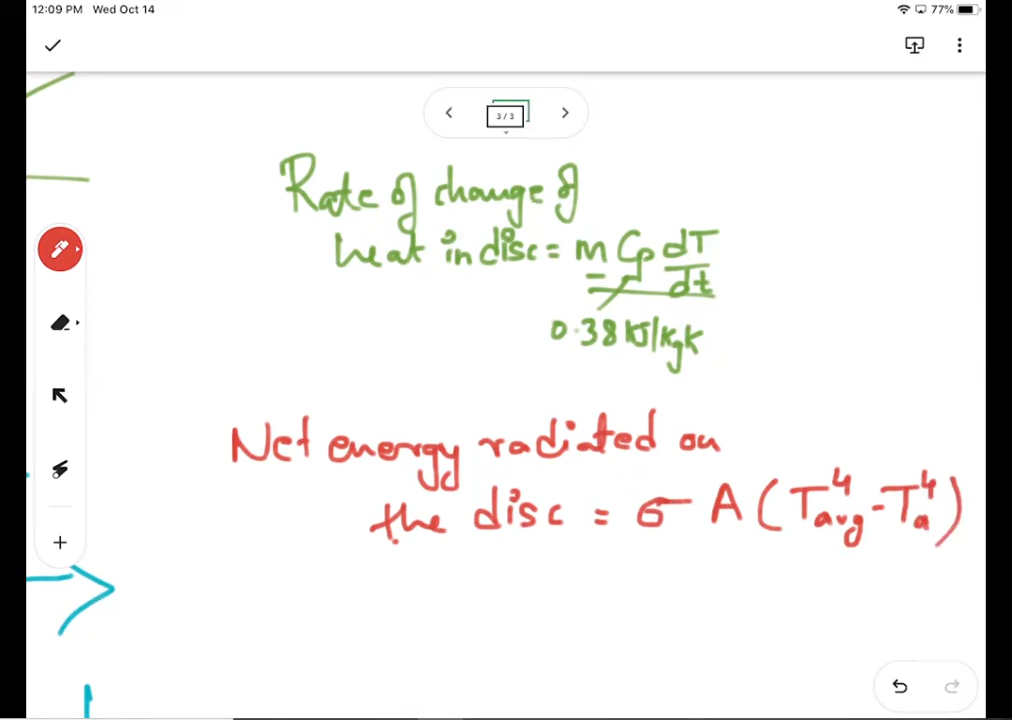 12:09 PM Wed Oct 14
77%
3 / 3
Rate of change of
heat in disc = m Cp dT/dt
0.38 KJ/KgK
Net energy radiated on
the disc = σ A (T⁴avg - T⁴a)